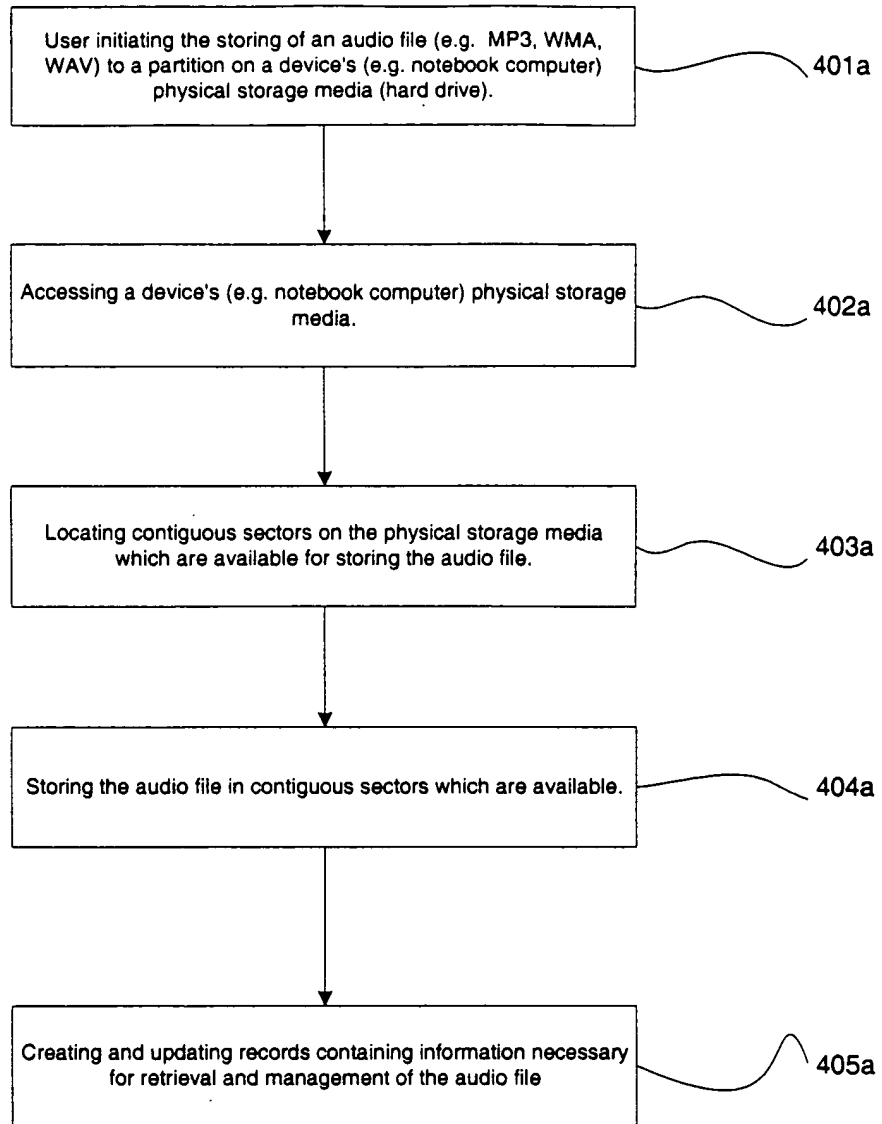 User initiating the storing of an audio file (e.g. MP3, WMA,
WAV) to a partition on a device's (e.g. notebook computer)
physical storage media (hard drive).
401a
Accessing a device's (e.g. notebook computer) physical storage
media.
402a
Locating contiguous sectors on the physical storage media
which are available for storing the audio file.
403a
Storing the audio file in contiguous sectors which are available.
404a
Creating and updating records containing information necessary
for retrieval and management of the audio file
405a